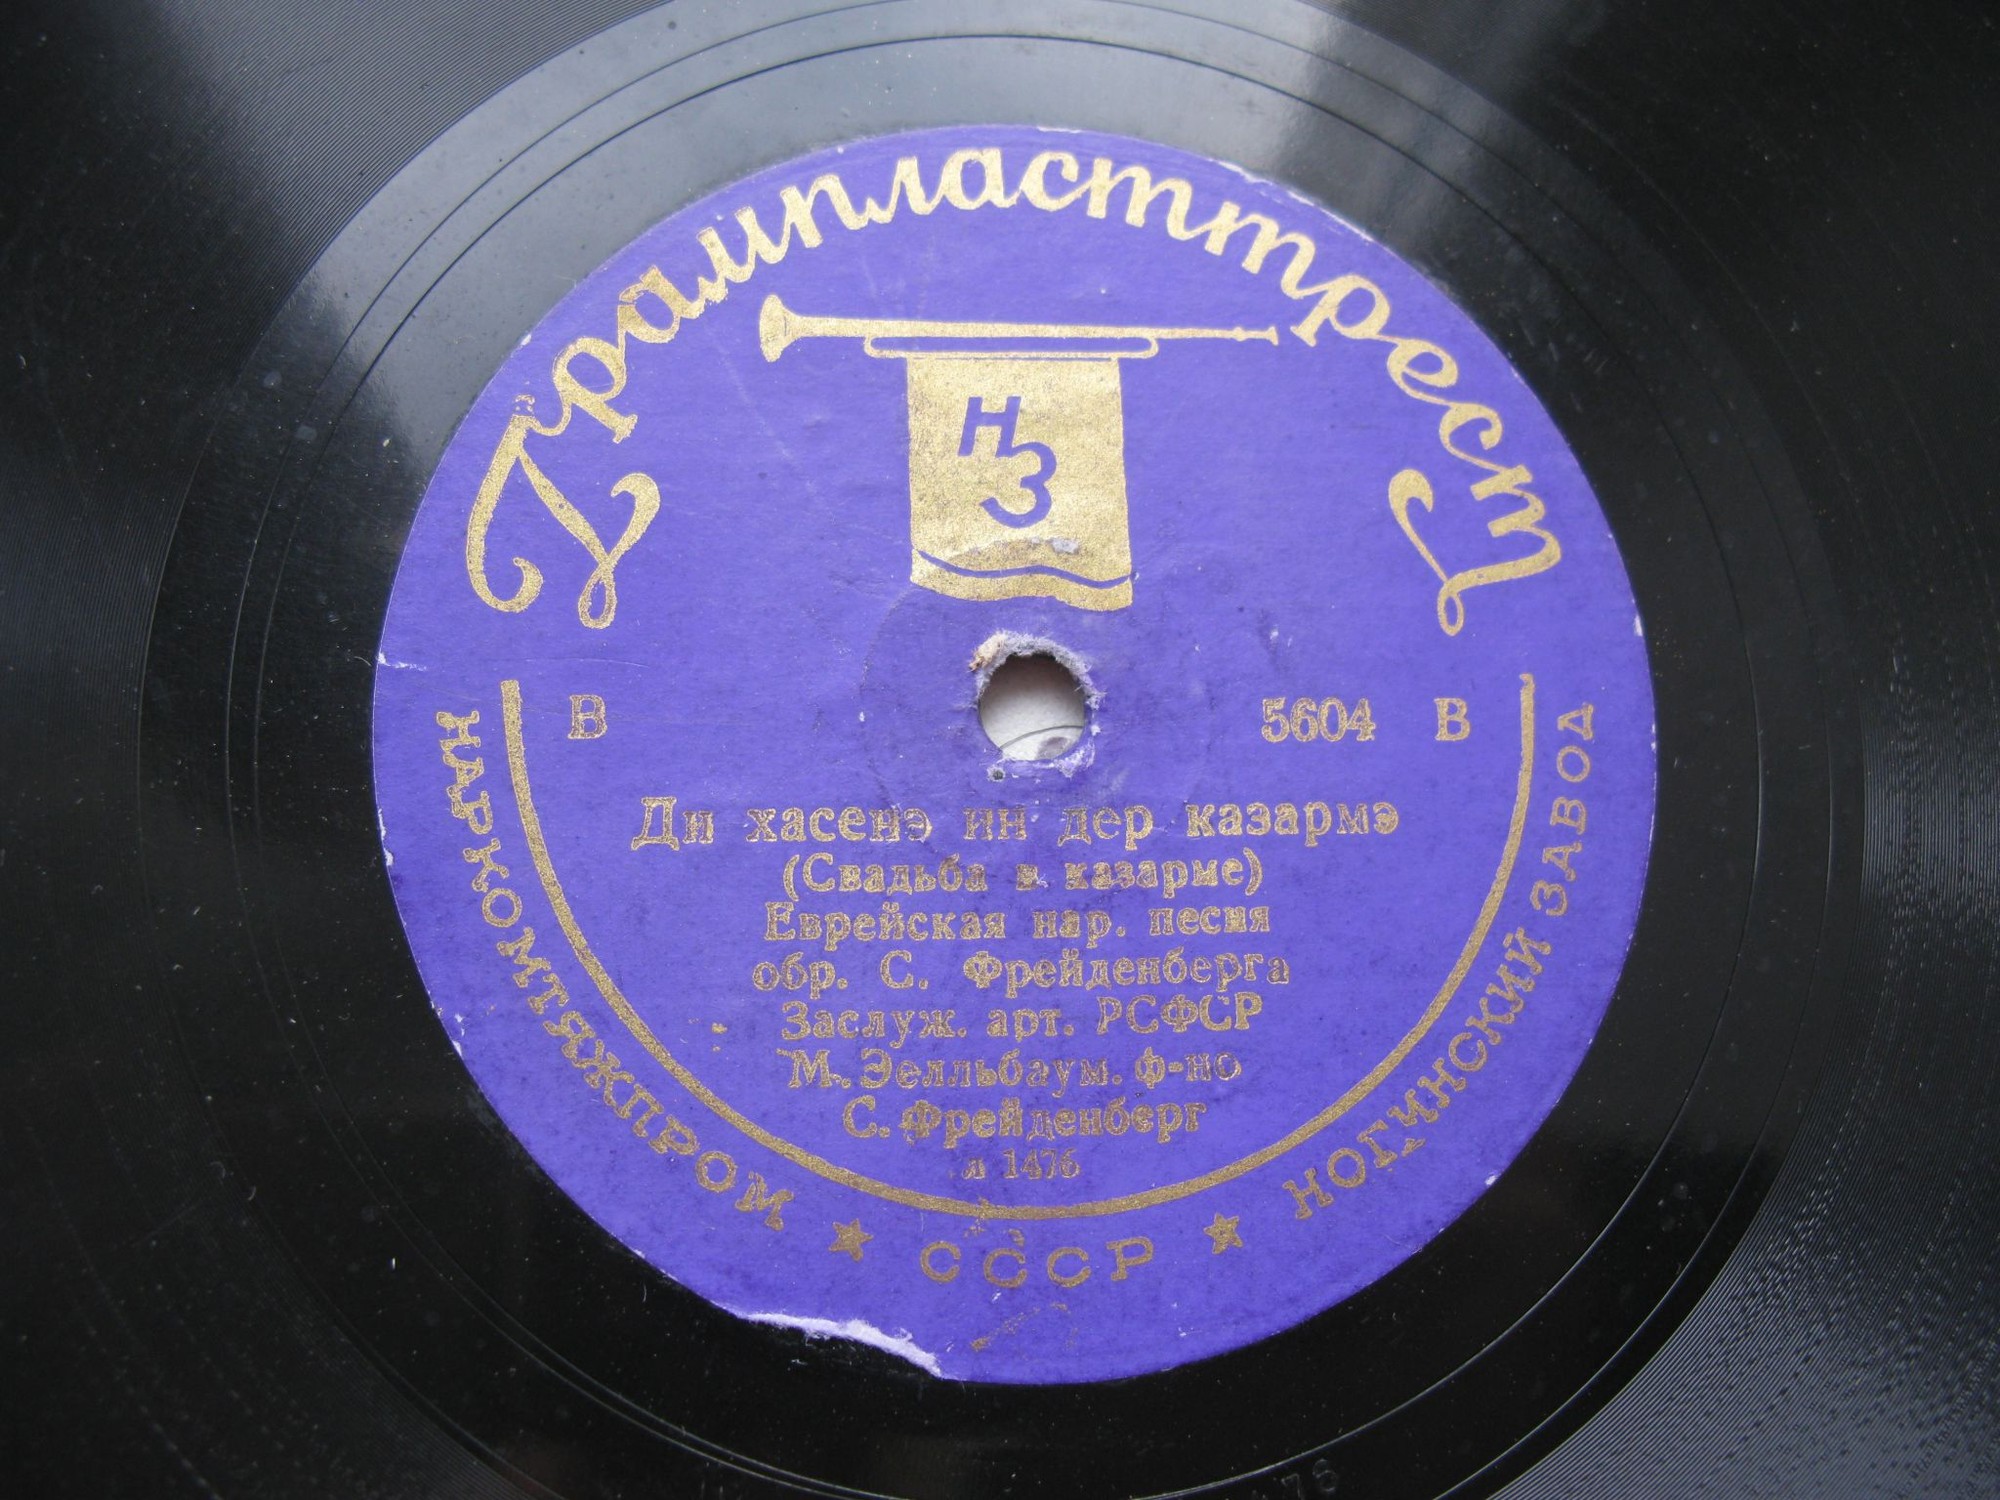 Грампласттрест
НЗ
В 5604 В
Ди хасенэ ин дер казармэ
(Свадьба в казарме)
Еврейская нар. песня
обр. С. Фрейденберга
Заслуж. арт. РСФСР
М. Эелльбаум. ф-но
С. Фрейденберг
л 1476
НАРКОМТЯЖПРОМ ★ СССР ★ НОГИНСКИЙ ЗАВОД